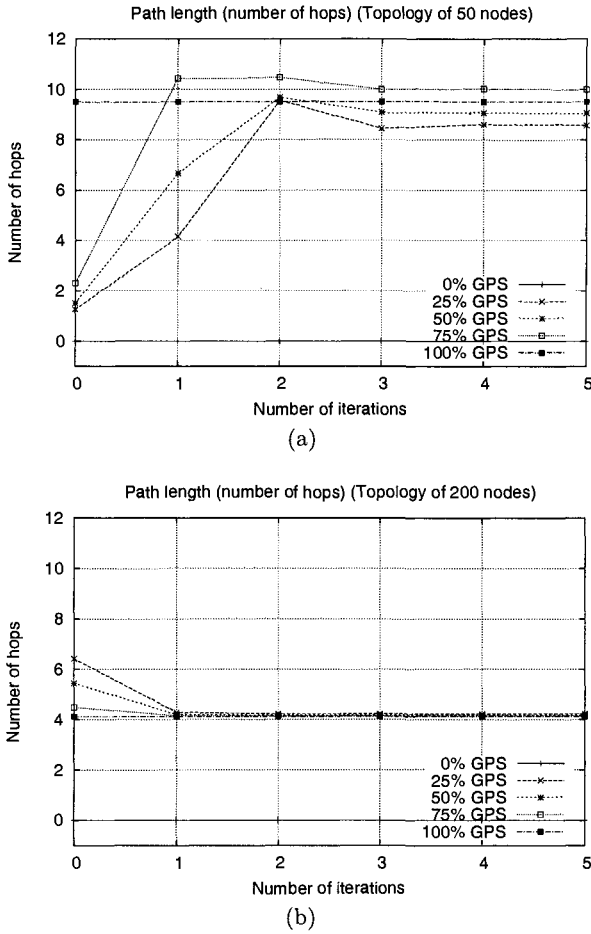 Path length (number of hops) (Topology of 50 nodes)
12
10
8
6
4
2
0
Number of hops
0% GPS
25% GPS
50% GPS
75% GPS
100% GPS
0 1 2 3 4 5
Number of iterations
(a)
Path length (number of hops) (Topology of 200 nodes)
12
10
8
6
4
2
0
Number of hops
0% GPS
25% GPS
50% GPS
75% GPS
100% GPS
0 1 2 3 4 5
Number of iterations
(b)